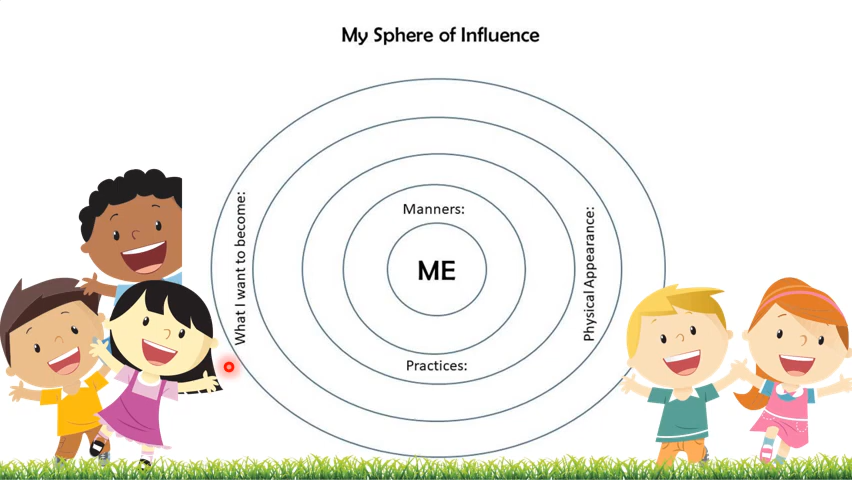 My Sphere of Influence
Manners:
ME
What I want to become:
Physical Appearance:
Practices: